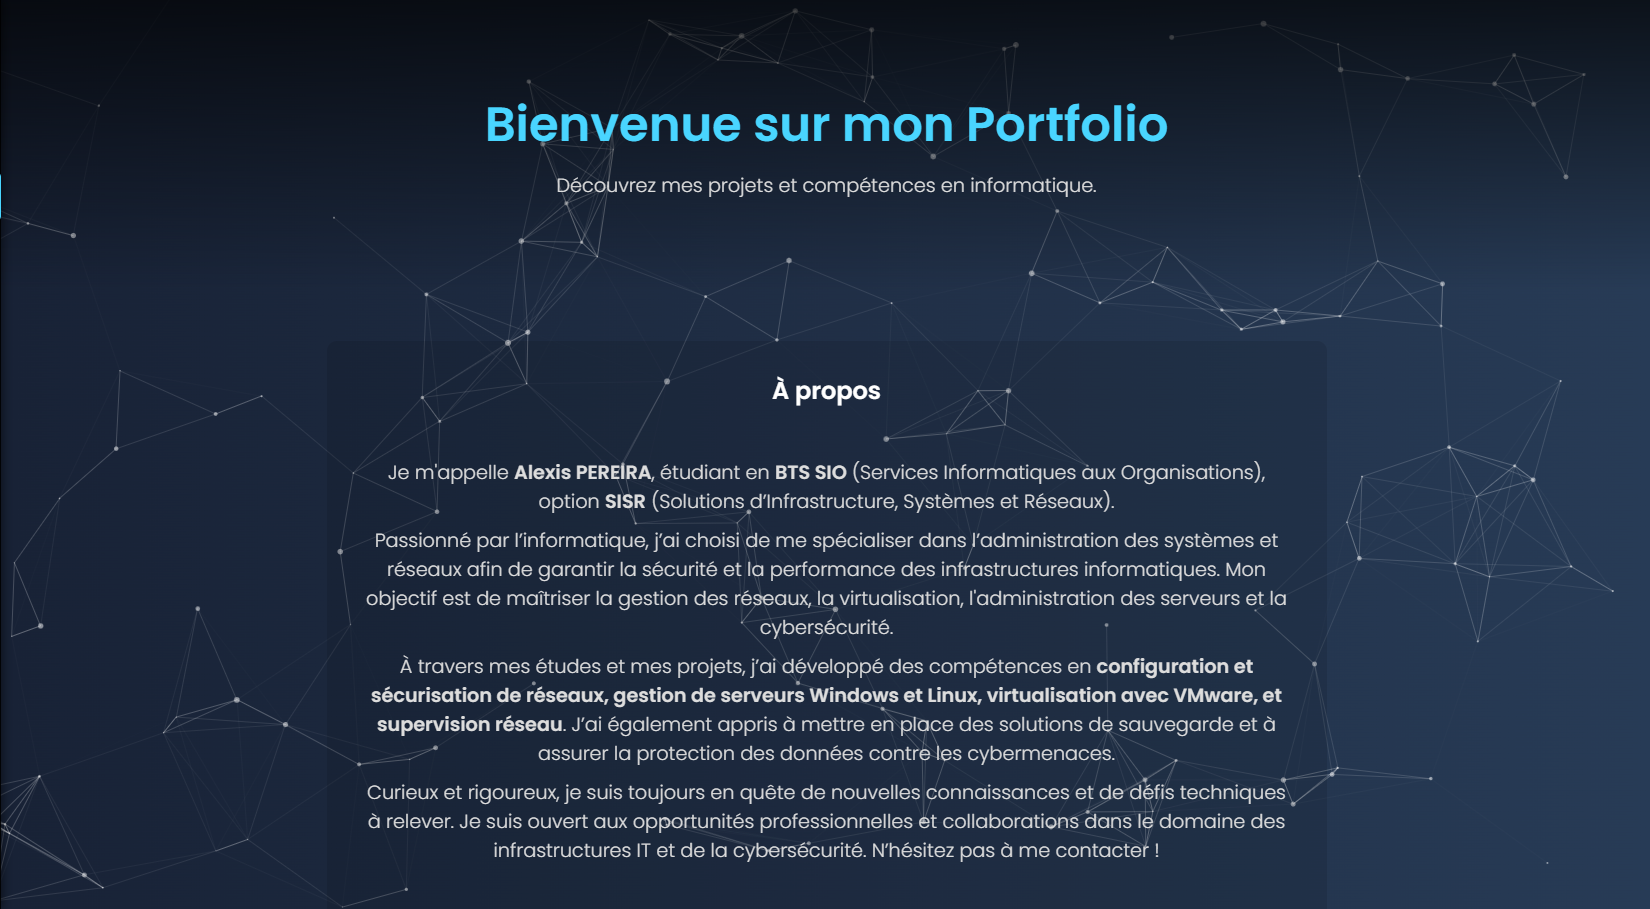 Bienvenue sur mon Portfolio
Découvrez mes projets et compétences en informatique.
À propos
Je m'appelle Alexis PEREIRA, étudiant en BTS SIO (Services Informatiques aux Organisations),
option SISR (Solutions d’Infrastructure, Systèmes et Réseaux).
Passionné par l’informatique, j’ai choisi de me spécialiser dans l’administration des systèmes et
réseaux afin de garantir la sécurité et la performance des infrastructures informatiques. Mon
objectif est de maîtriser la gestion des réseaux, la virtualisation, l'administration des serveurs et la
cybersécurité.
À travers mes études et mes projets, j’ai développé des compétences en configuration et
sécurisation de réseaux, gestion de serveurs Windows et Linux, virtualisation avec VMware, et
supervision réseau. J’ai également appris à mettre en place des solutions de sauvegarde et à
assurer la protection des données contre les cybermenaces.
Curieux et rigoureux, je suis toujours en quête de nouvelles connaissances et de défis techniques
à relever. Je suis ouvert aux opportunités professionnelles et collaborations dans le domaine des
infrastructures IT et de la cybersécurité. N’hésitez pas à me contacter !